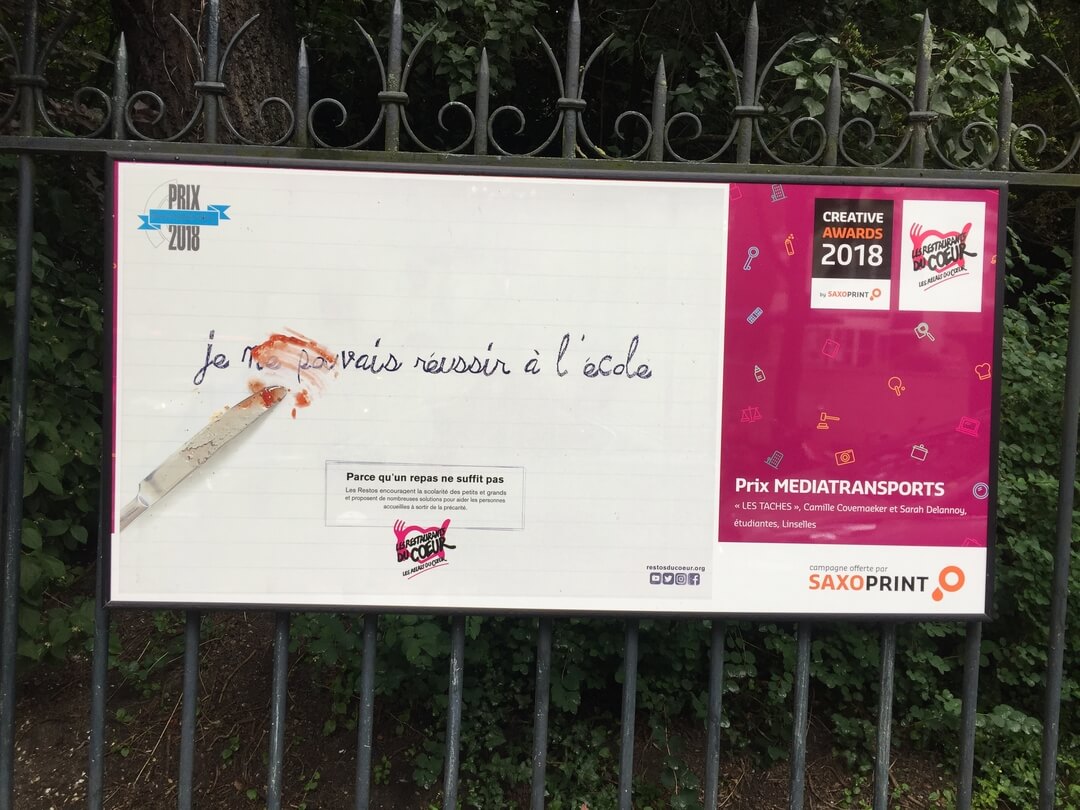 PRIX
2018
je ne pouvais réussir à l'école
Parce qu'un repas ne suffit pas
Les Restos encouragent la scolarité des petits et grands
et proposent de nombreuses solutions pour aider les personnes
accueillies à sortir de la précarité.
LES RESTAURANTS
DU COEUR
LES RELAIS DU COEUR
restosducoeur.org
CREATIVE
AWARDS
2018
by SAXOPRINT
LES RESTAURANTS
DU COEUR
LES RELAIS DU COEUR
Prix MEDIATRANSPORTS
« LES TACHES », Camille Covemaeker et Sarah Delannoy,
étudiantes, Linselles
campagne offerte par
SAXOPRINT